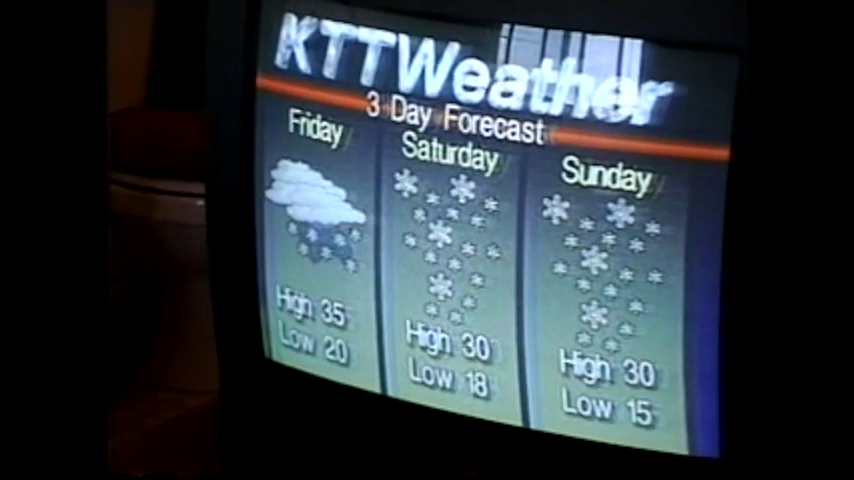 KTTWeather
3 Day Forecast
Friday
High 35
Low 20
Saturday
High 30
Low 18
Sunday
High 30
Low 15